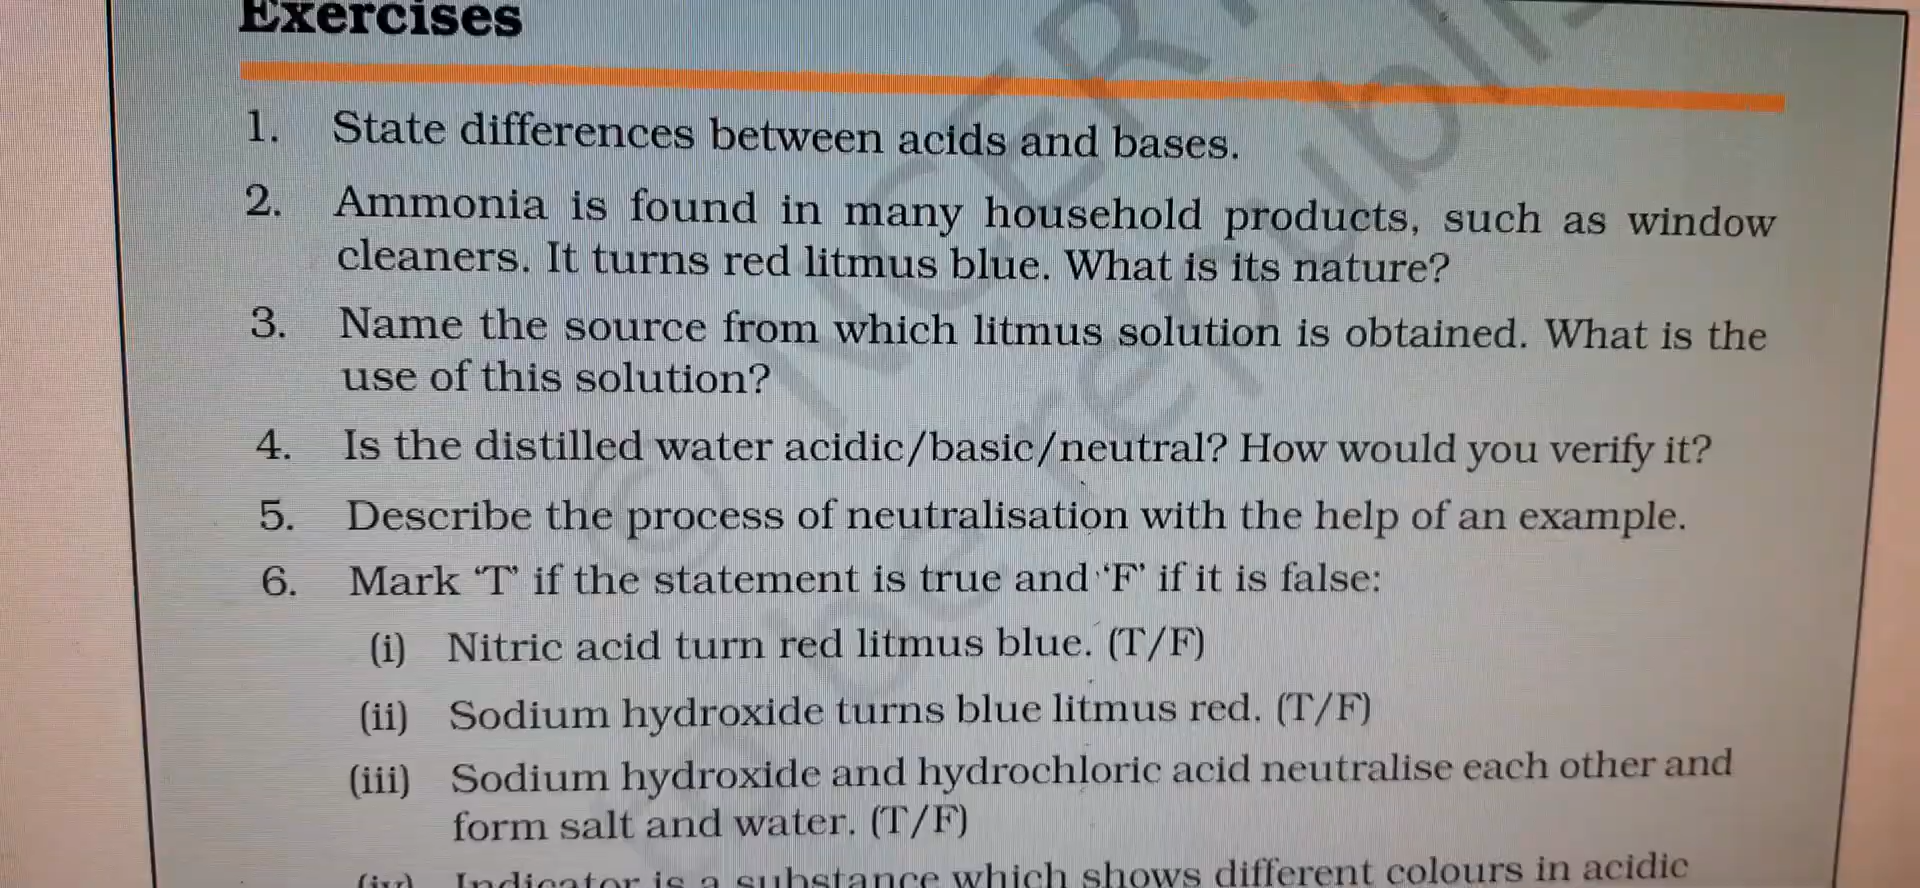 Exercises
1. State differences between acids and bases.
2. Ammonia is found in many household products, such as window
cleaners. It turns red litmus blue. What is its nature?
3. Name the source from which litmus solution is obtained. What is the
use of this solution?
4. Is the distilled water acidic/basic/neutral? How would you verify it?
5. Describe the process of neutralisation with the help of an example.
6. Mark ‘T’ if the statement is true and ‘F’ if it is false:
(i) Nitric acid turn red litmus blue. (T/F)
(ii) Sodium hydroxide turns blue litmus red. (T/F)
(iii) Sodium hydroxide and hydrochloric acid neutralise each other and
form salt and water. (T/F)
(iv) Indicator is a substance which shows different colours in acidic